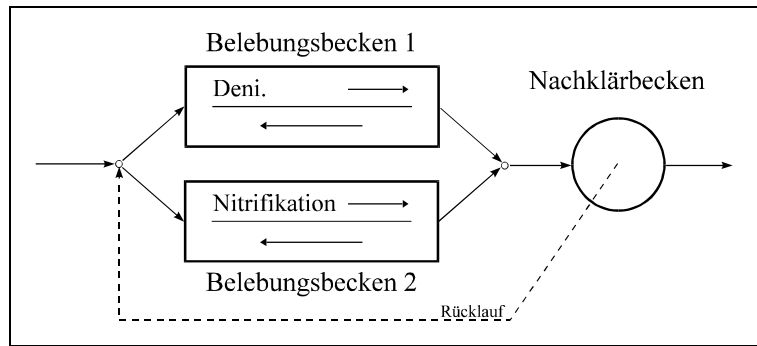 Belebungsbecken 1
Deni.
Nachklärbecken
Nitrifikation
Belebungsbecken 2
Rücklauf